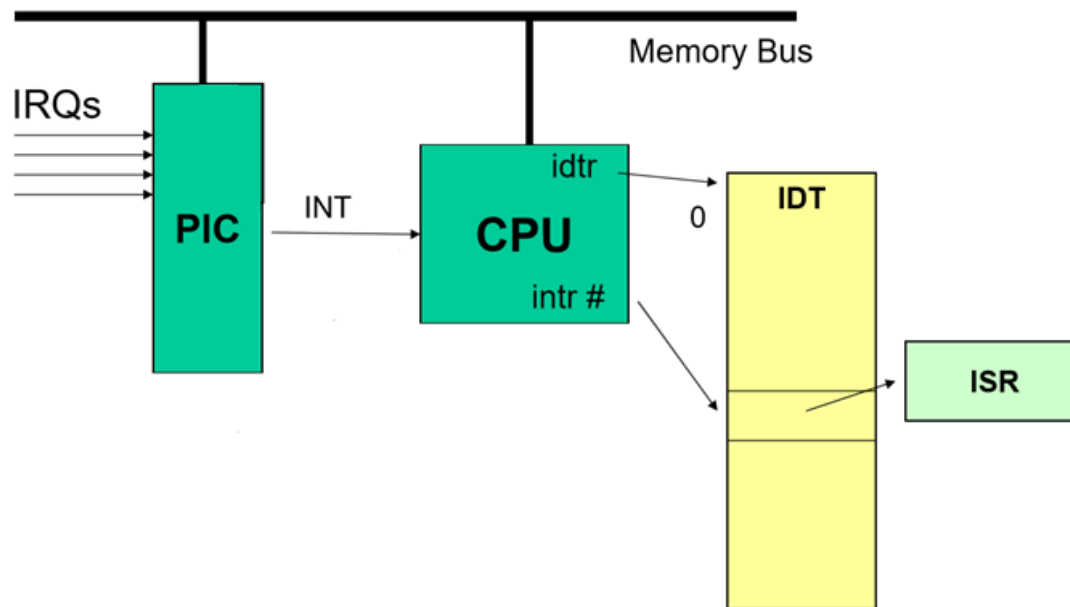 Memory Bus
IRQs
PIC
INT
idtr
CPU
intr #
0
IDT
ISR